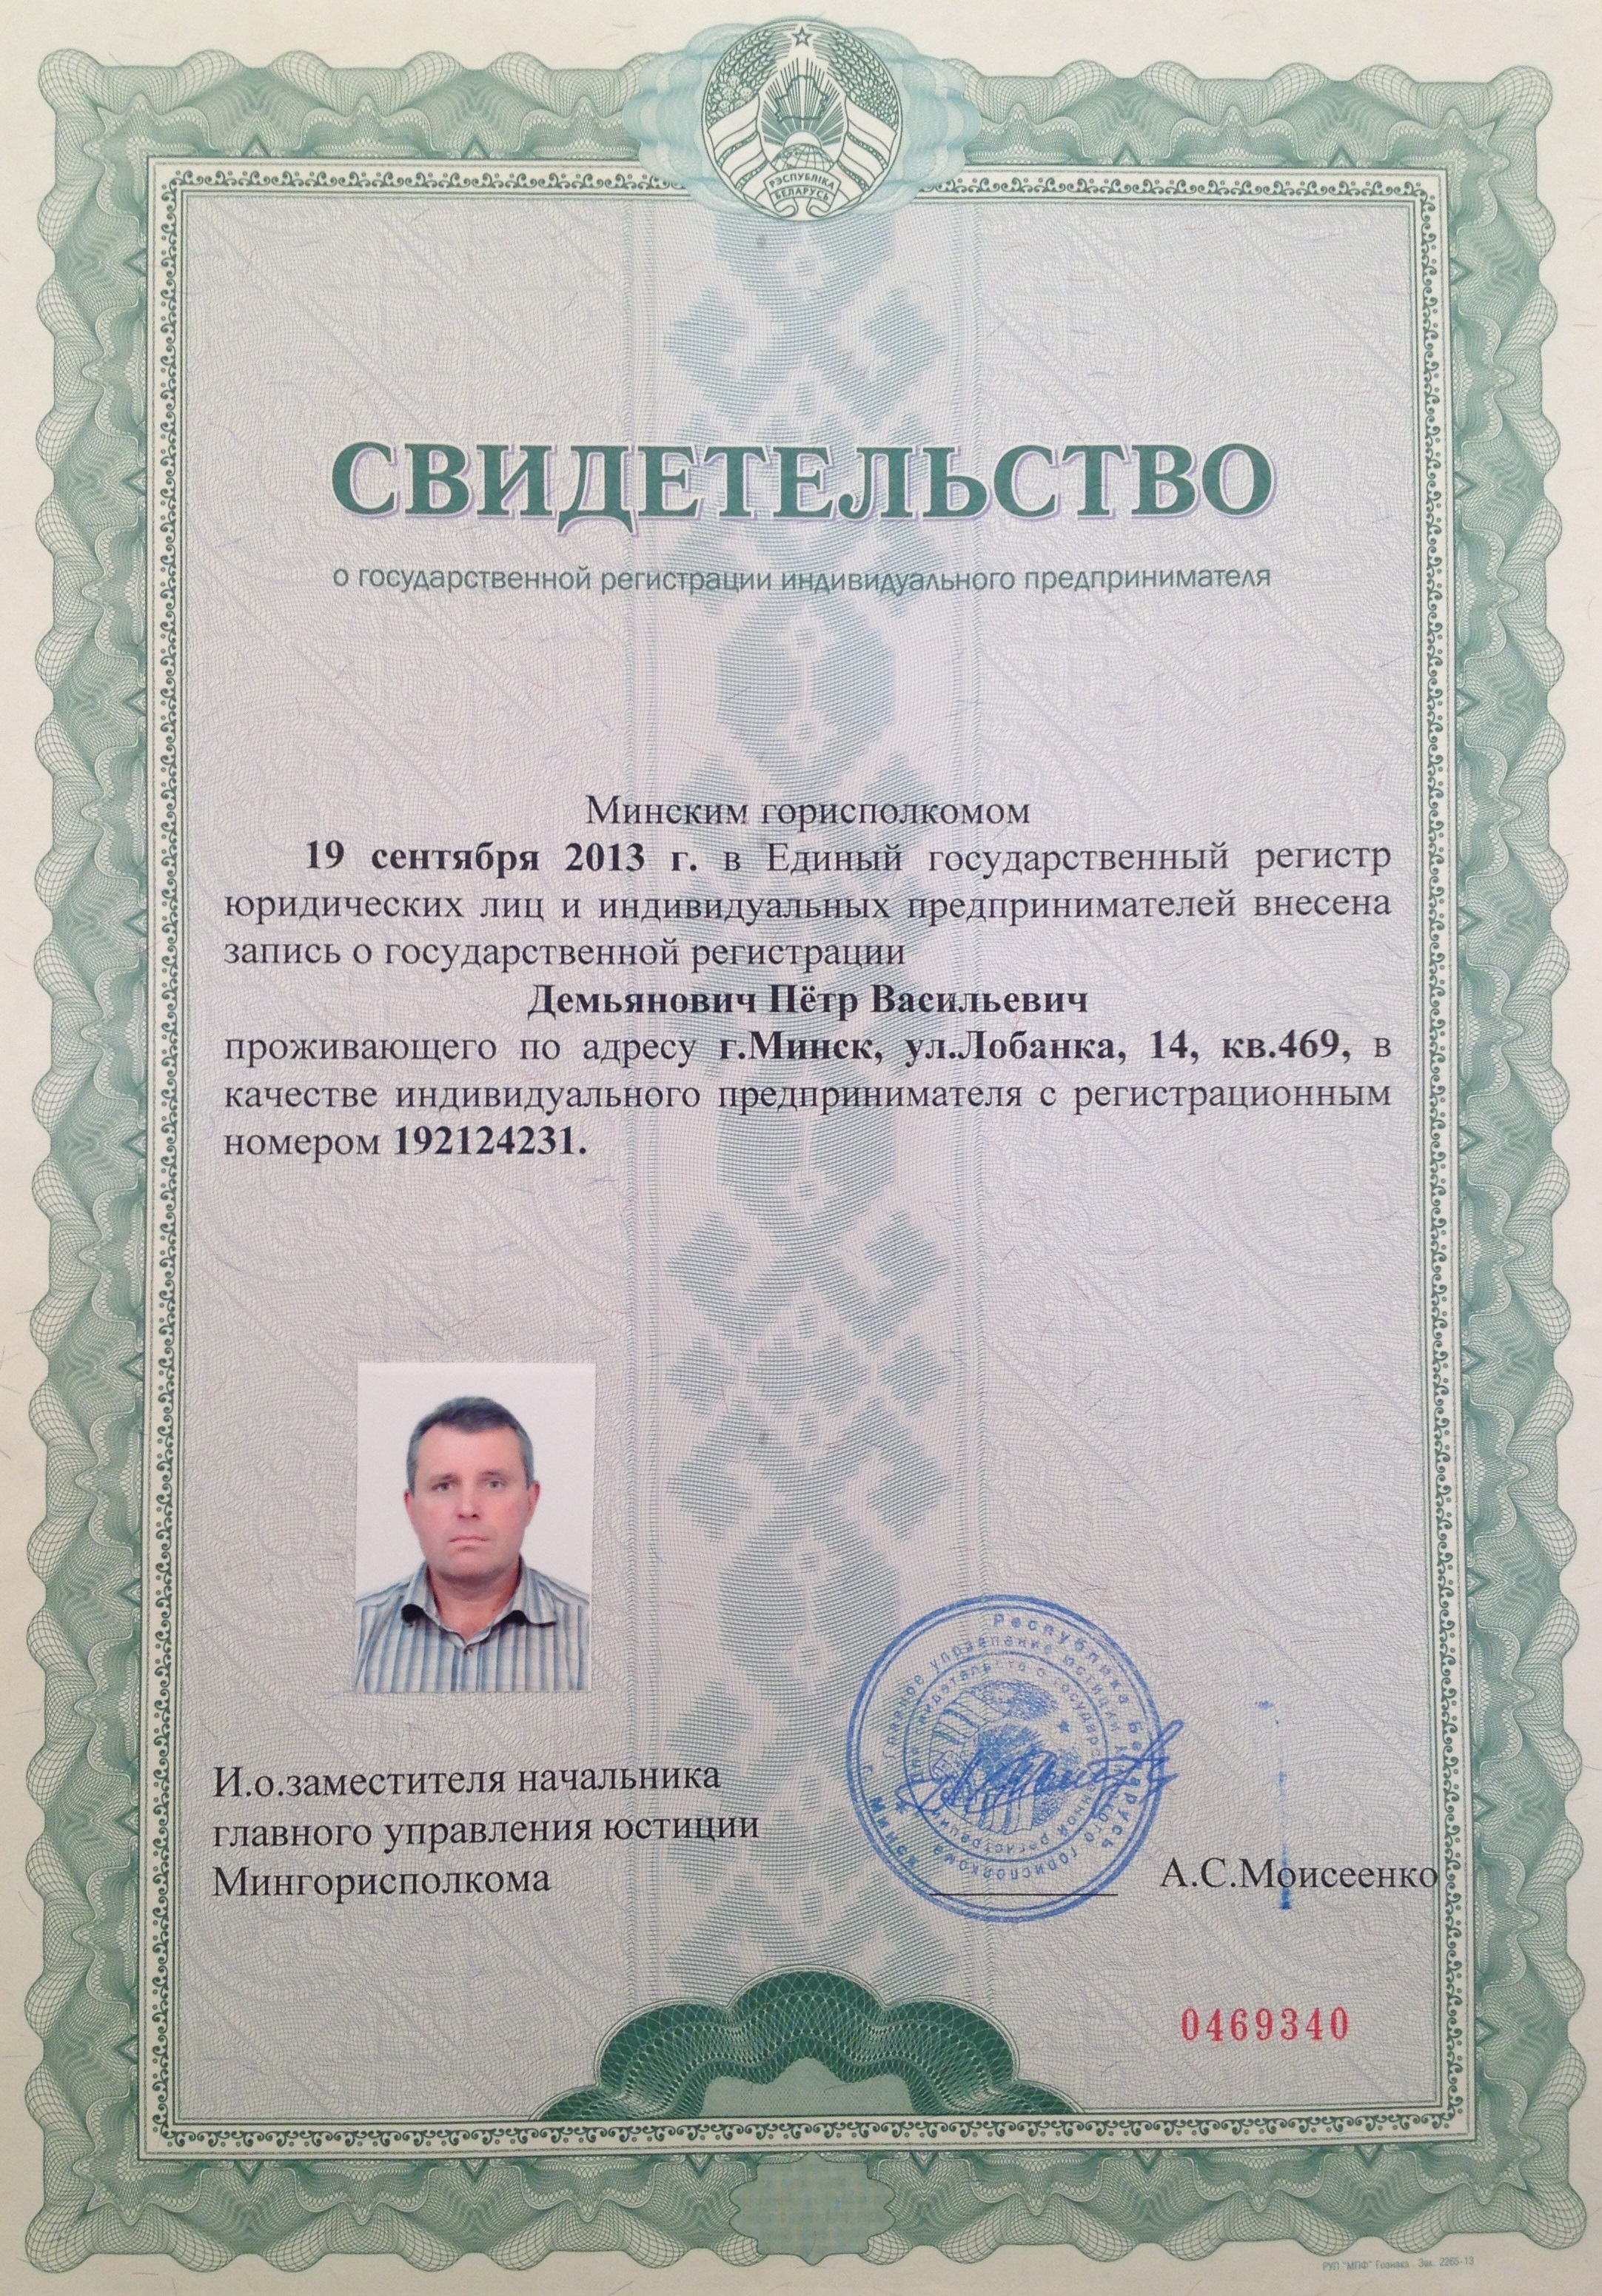 РЭСПУБЛІКА
БЕЛАРУСЬ
СВИДЕТЕЛЬСТВО
о государственной регистрации индивидуального предпринимателя
Минским горисполкомом
19 сентября 2013 г. в Единый государственный регистр
юридических лиц и индивидуальных предпринимателей внесена
запись о государственной регистрации
Демьянович Пётр Васильевич
проживающего по адресу г.Минск, ул.Лобанка, 14, кв.469, в
качестве индивидуального предпринимателя с регистрационным
номером 192124231.
Республика Беларусь
Главное управление юстиции
горисполкома
И.о.заместителя начальника
главного управления юстиции
Мингорисполкома
А.С.Моисеенко
0469340
РУП "МПФ" Гознака. Зак. 2265-13